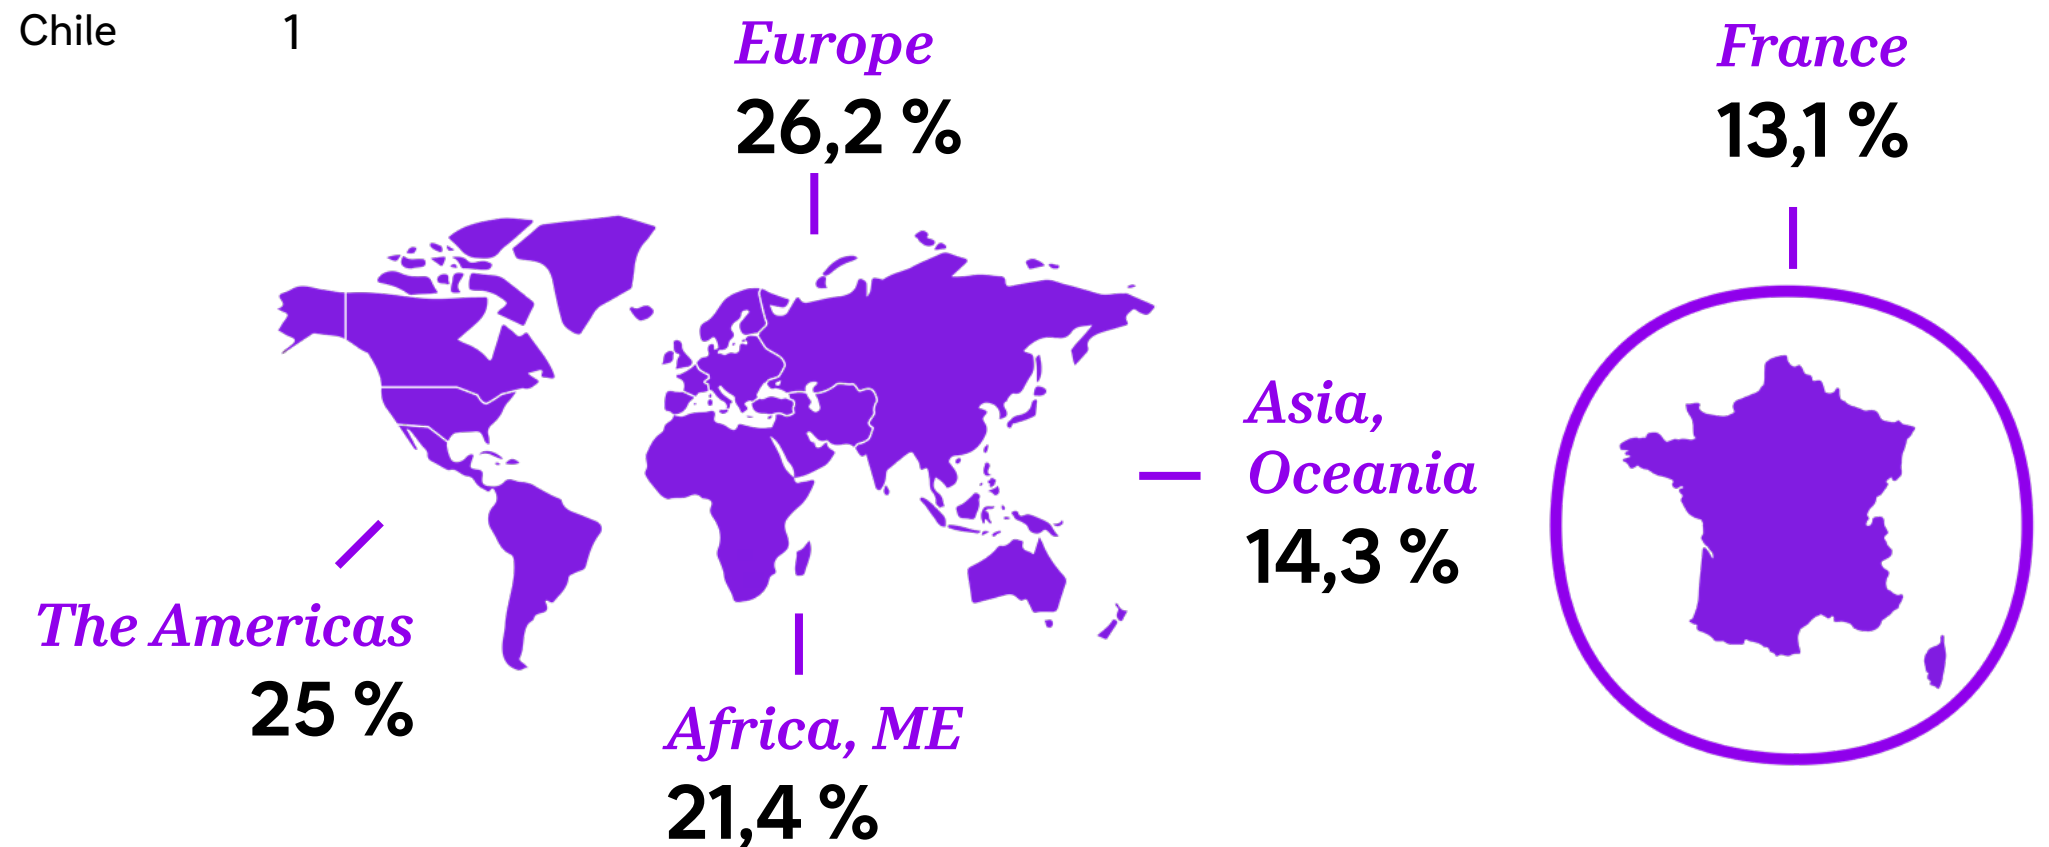 Chile 1
Europe
26,2 %
France
13,1 %
Asia,
Oceania
14,3 %
The Americas
25 %
Africa, ME
21,4 %